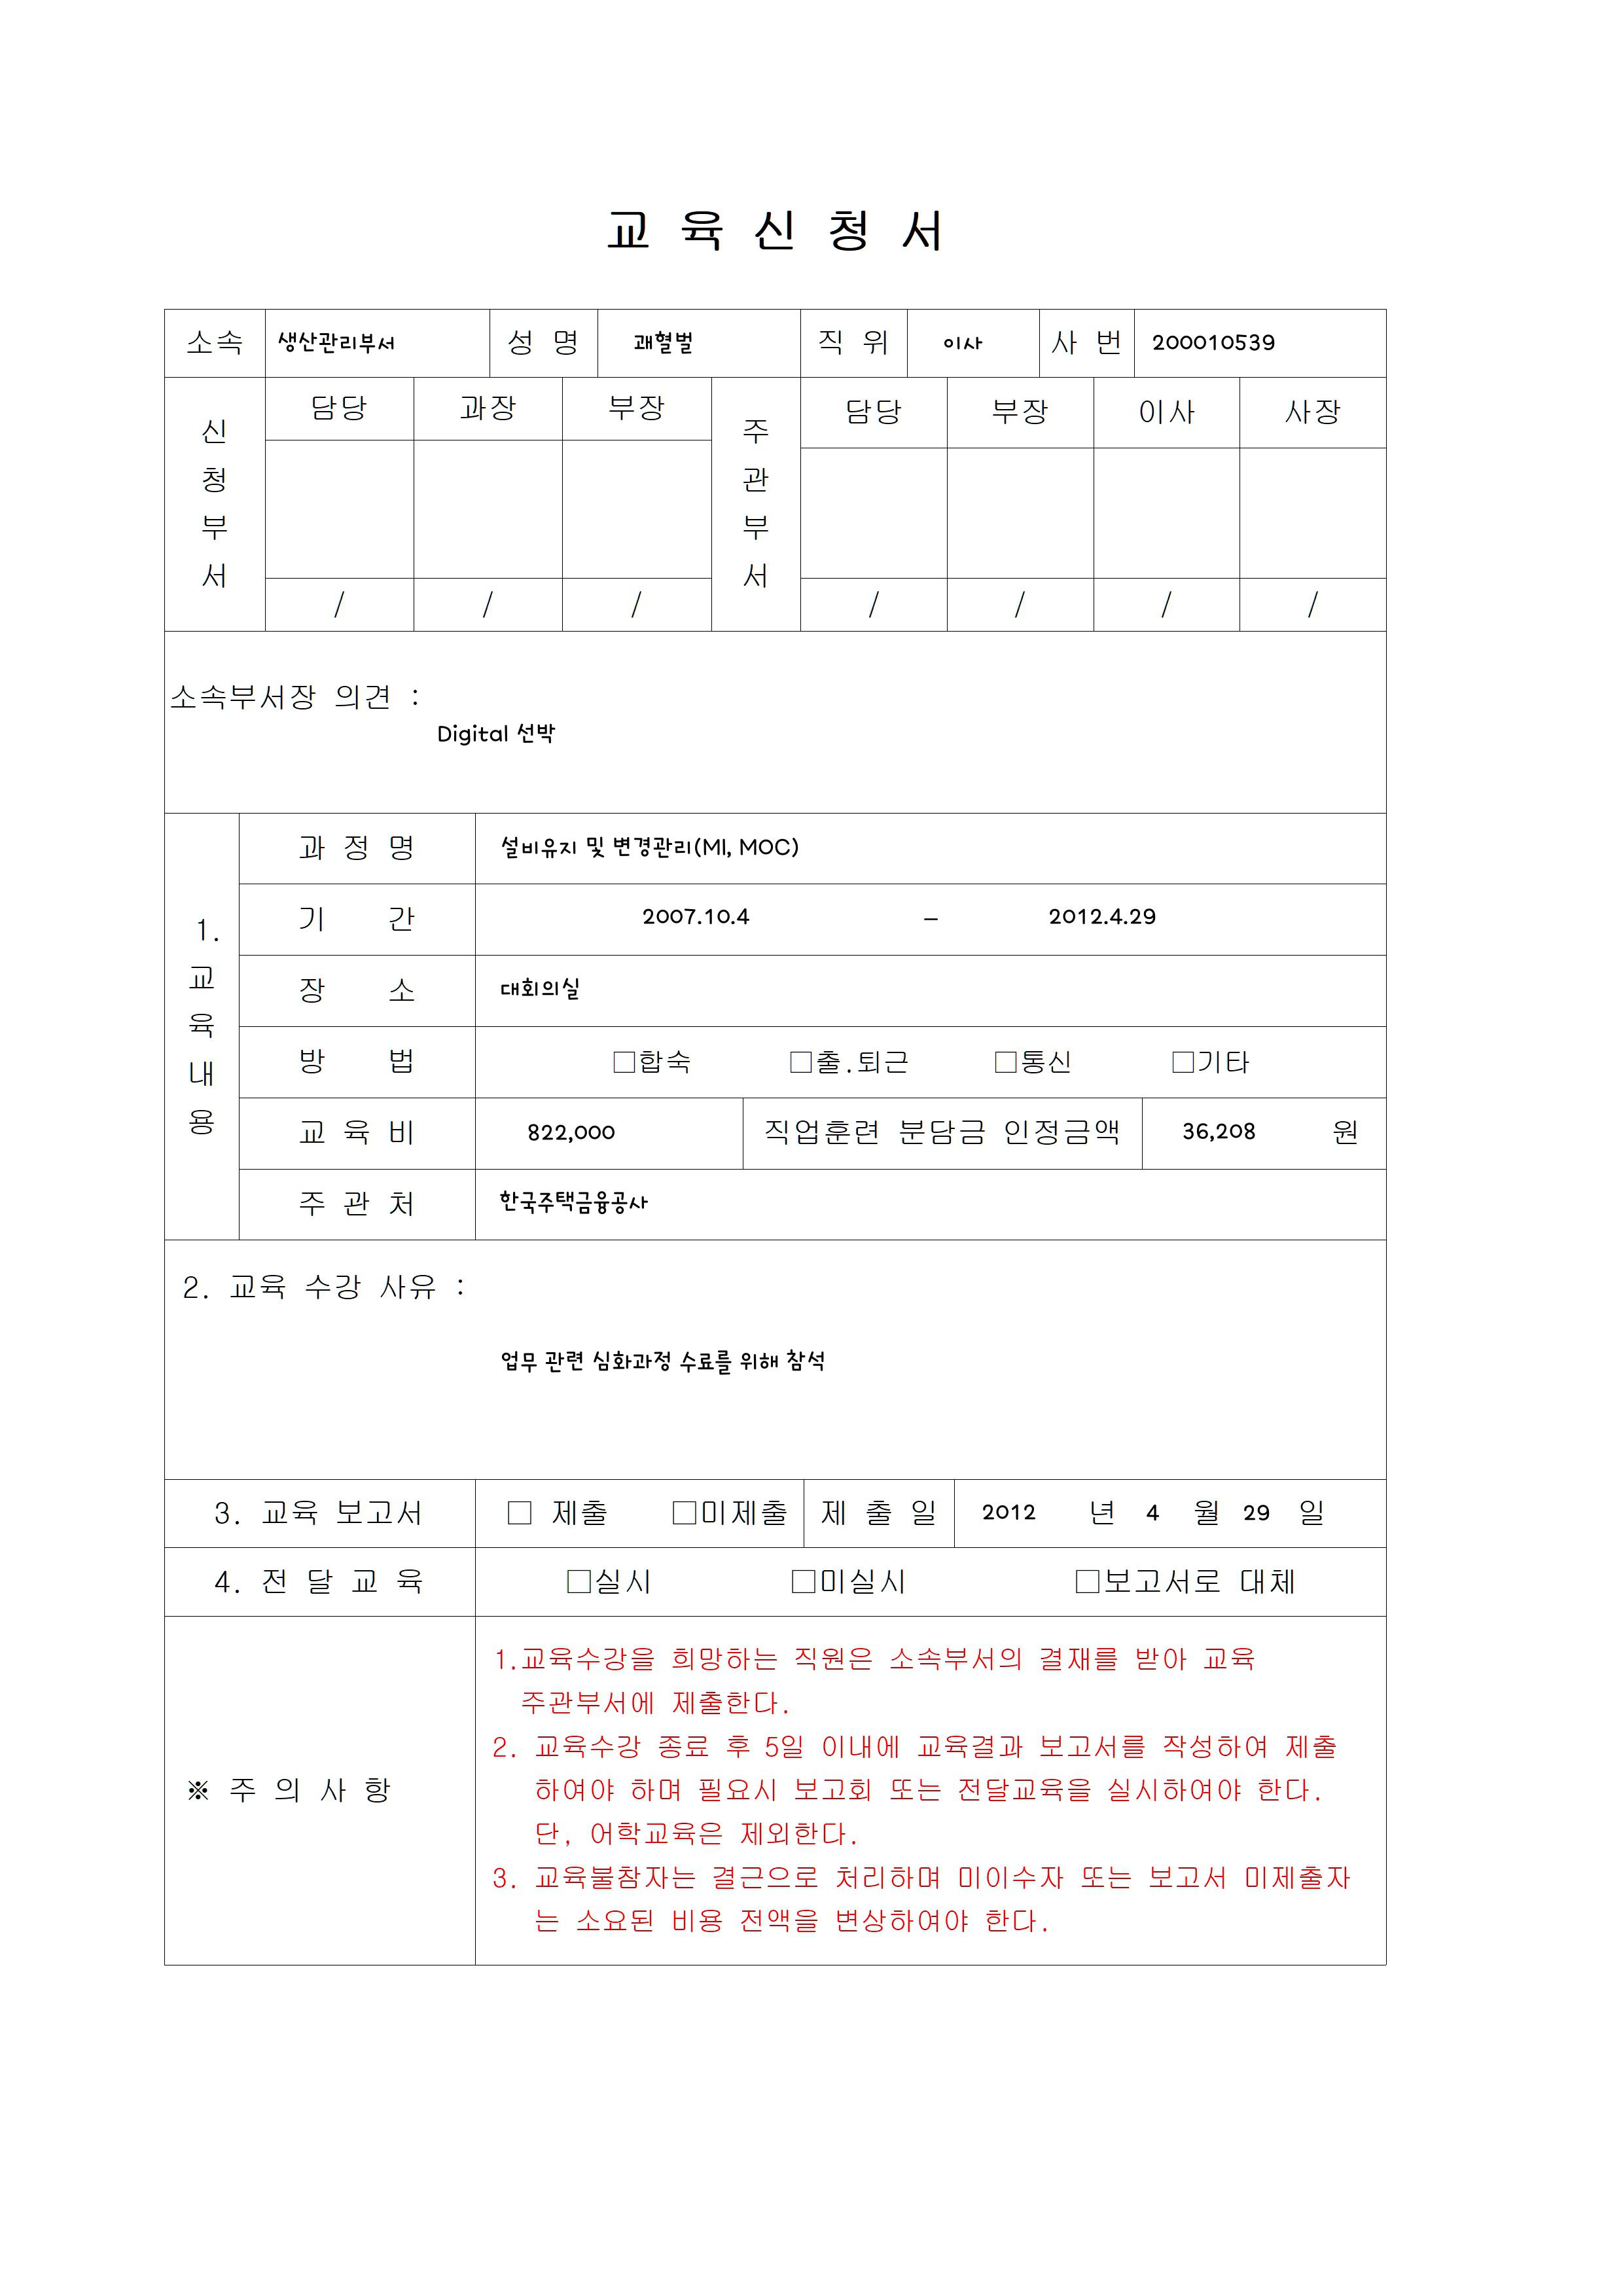 교 육 신 청 서
소속 생산관리부서 성 명 괘혈벌 직 위 이사 사 번 200010539
신청부서 담당 과장 부장 주관부서 담당 부장 이사 사장
/ / / / / / /
소속부서장 의견 :
Digital 선박
1. 교육내용
과 정 명 설비유지 및 변경관리(MI, MOC)
기 간 2007.10.4 – 2012.4.29
장 소 대회의실
방 법 □합숙 □출.퇴근 □통신 □기타
교 육 비 822,000 직업훈련 분담금 인정금액 36,208 원
주 관 처 한국주택금융공사
2. 교육 수강 사유 :
업무 관련 심화과정 수료를 위해 참석
3. 교육 보고서 □ 제출 □미제출 제 출 일 2012 년 4 월 29 일
4. 전 달 교 육 □실시 □미실시 □보고서로 대체
※ 주 의 사 항
1.교육수강을 희망하는 직원은 소속부서의 결재를 받아 교육
주관부서에 제출한다.
2. 교육수강 종료 후 5일 이내에 교육결과 보고서를 작성하여 제출
하여야 하며 필요시 보고회 또는 전달교육을 실시하여야 한다.
단, 어학교육은 제외한다.
3. 교육불참자는 결근으로 처리하며 미이수자 또는 보고서 미제출자
는 소요된 비용 전액을 변상하여야 한다.